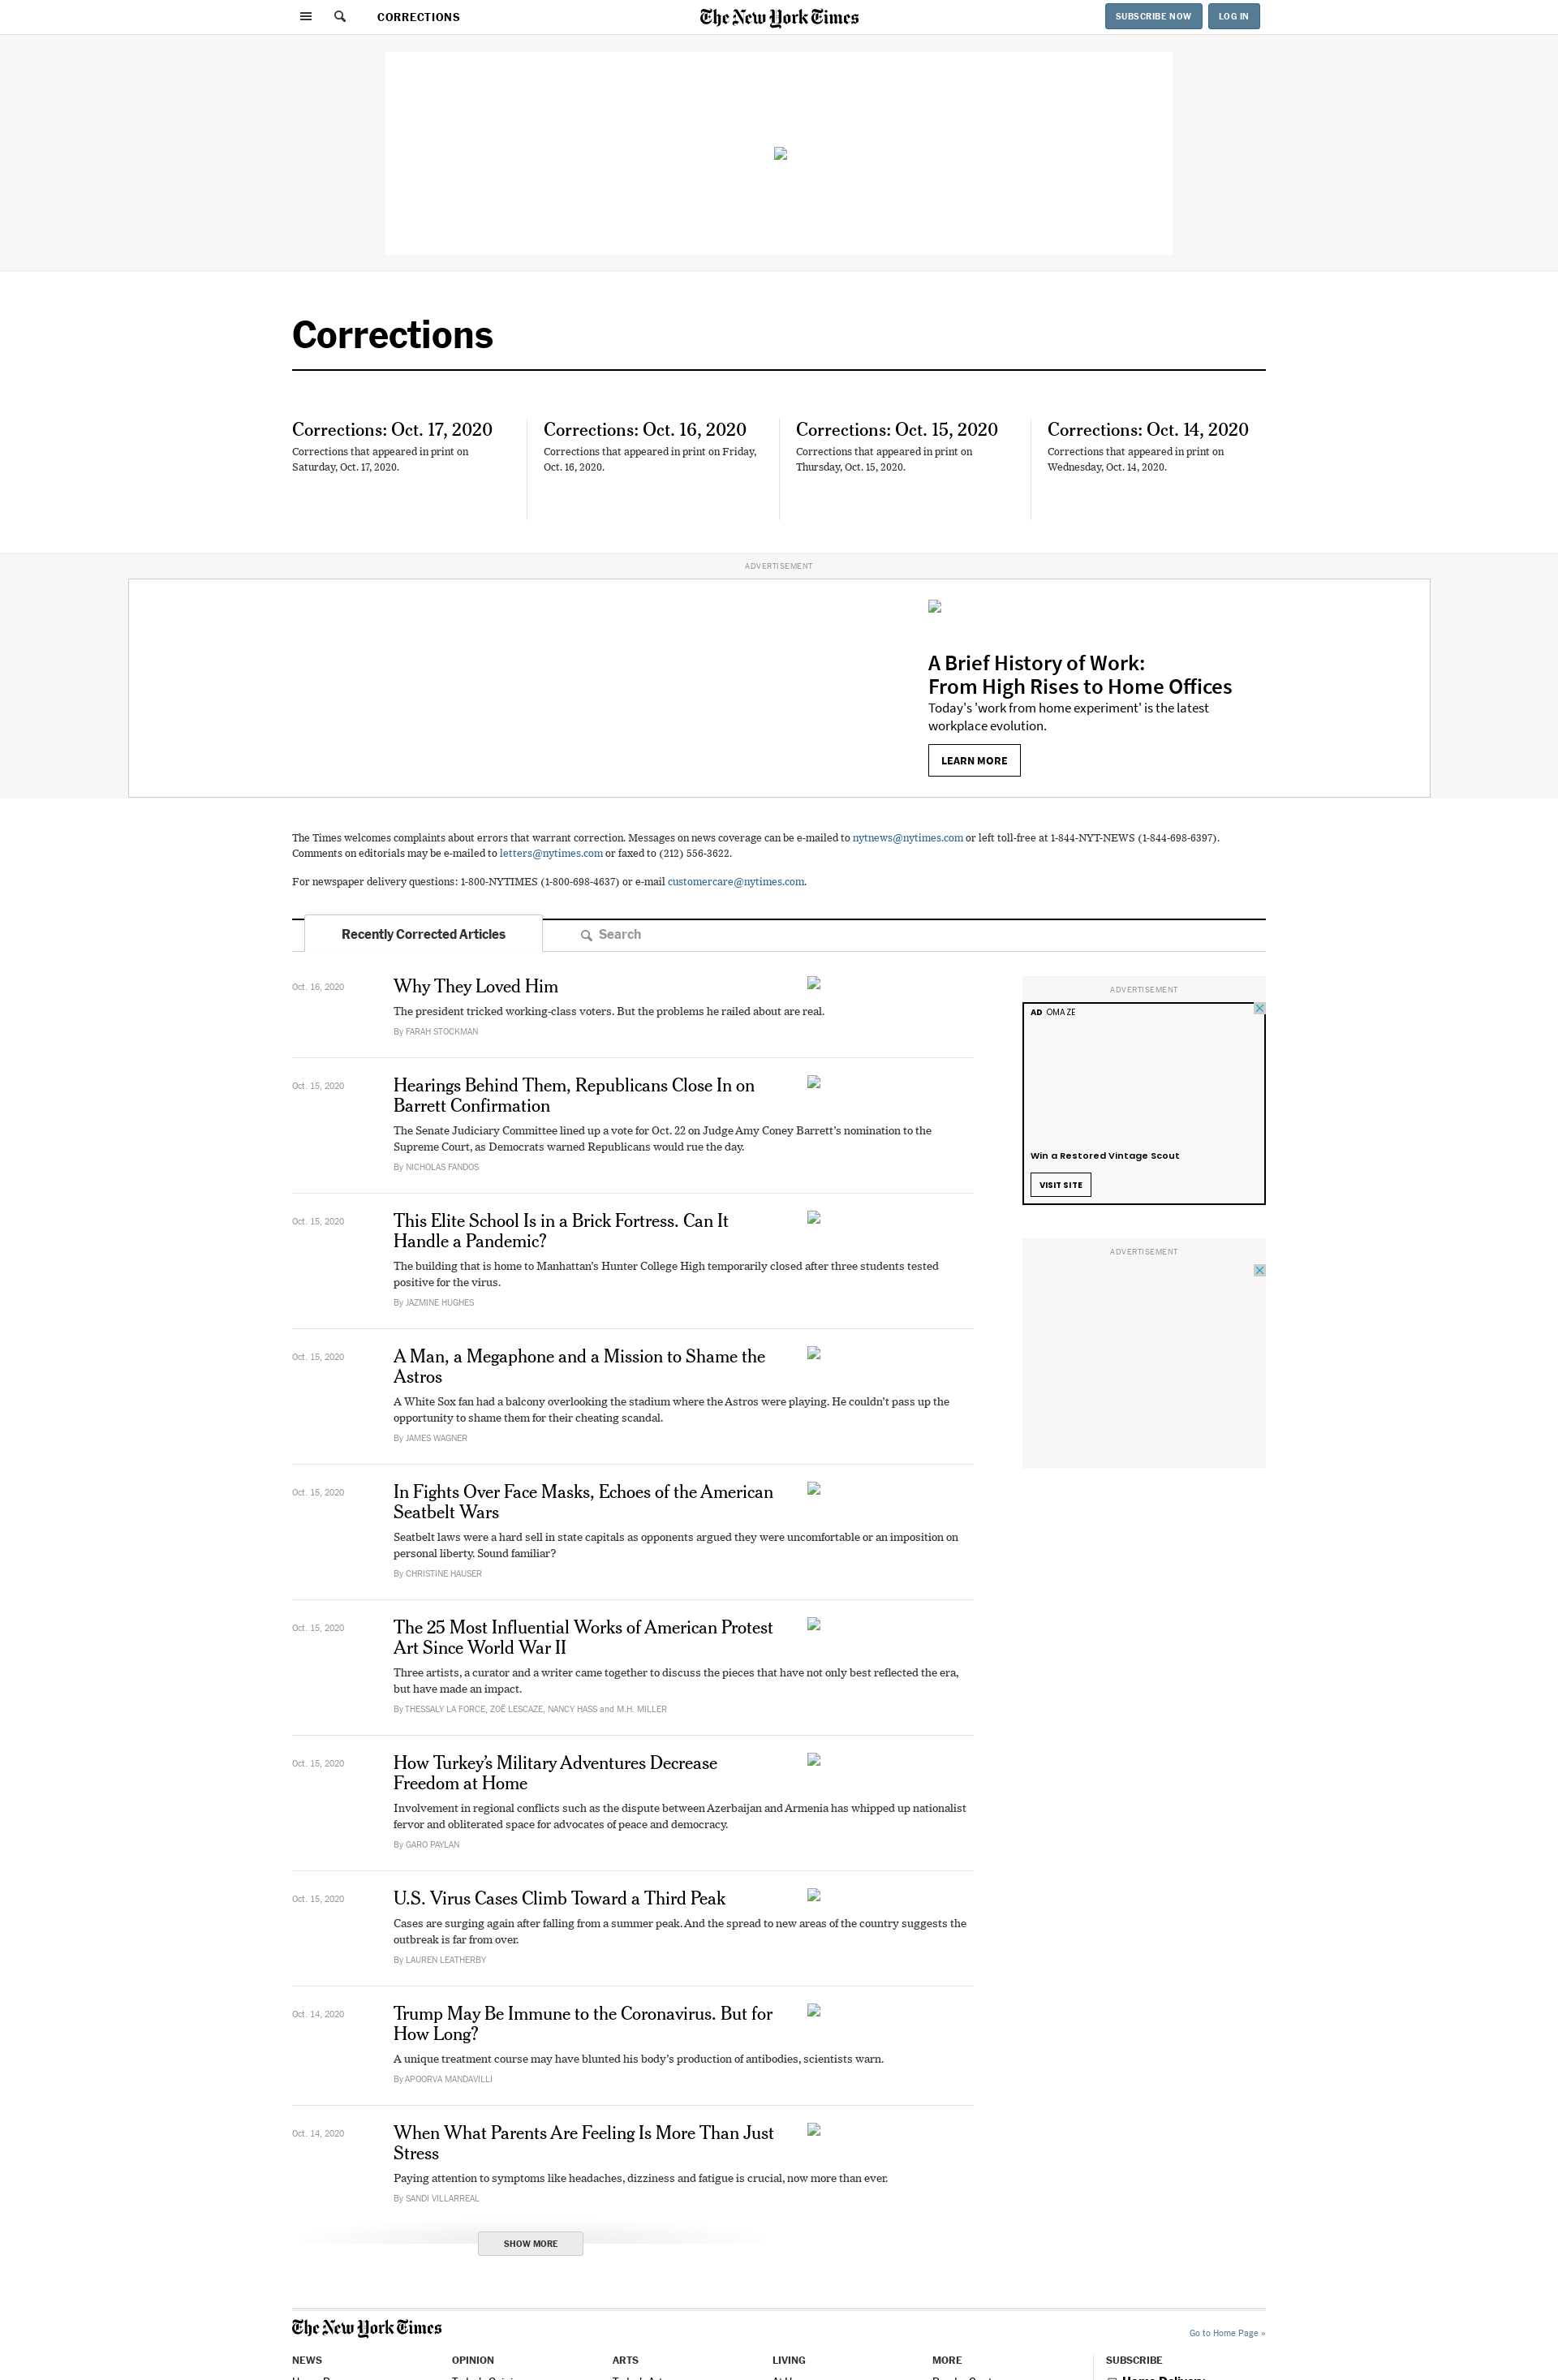 CORRECTIONS
The New York Times
SUBSCRIBE NOW
LOG IN
Corrections
Corrections: Oct. 17, 2020
Corrections that appeared in print on
Saturday, Oct. 17, 2020.
Corrections: Oct. 16, 2020
Corrections that appeared in print on Friday,
Oct. 16, 2020.
Corrections: Oct. 15, 2020
Corrections that appeared in print on
Thursday, Oct. 15, 2020.
Corrections: Oct. 14, 2020
Corrections that appeared in print on
Wednesday, Oct. 14, 2020.
ADVERTISEMENT
A Brief History of Work:
From High Rises to Home Offices
Today's 'work from home experiment' is the latest
workplace evolution.
LEARN MORE
The Times welcomes complaints about errors that warrant correction. Messages on news coverage can be e-mailed to nytnews@nytimes.com or left toll-free at 1-844-NYT-NEWS (1-844-698-6397).
Comments on editorials may be e-mailed to letters@nytimes.com or faxed to (212) 556-3622.
For newspaper delivery questions: 1-800-NYTIMES (1-800-698-4637) or e-mail customercare@nytimes.com.
Recently Corrected Articles
Search
Oct. 16, 2020
Why They Loved Him
The president tricked working-class voters. But the problems he railed about are real.
By FARAH STOCKMAN
Oct. 15, 2020
Hearings Behind Them, Republicans Close In on
Barrett Confirmation
The Senate Judiciary Committee lined up a vote for Oct. 22 on Judge Amy Coney Barrett's nomination to the
Supreme Court, as Democrats warned Republicans would rue the day.
By NICHOLAS FANDOS
Oct. 15, 2020
This Elite School Is in a Brick Fortress. Can It
Handle a Pandemic?
The building that is home to Manhattan's Hunter College High temporarily closed after three students tested
positive for the virus.
By JAZMINE HUGHES
Oct. 15, 2020
A Man, a Megaphone and a Mission to Shame the
Astros
A White Sox fan had a balcony overlooking the stadium where the Astros were playing. He couldn't pass up the
opportunity to shame them for their cheating scandal.
By JAMES WAGNER
Oct. 15, 2020
In Fights Over Face Masks, Echoes of the American
Seatbelt Wars
Seatbelt laws were a hard sell in state capitals as opponents argued they were uncomfortable or an imposition on
personal liberty. Sound familiar?
By CHRISTINE HAUSER
Oct. 15, 2020
The 25 Most Influential Works of American Protest
Art Since World War II
Three artists, a curator and a writer came together to discuss the pieces that have not only best reflected the era,
but have made an impact.
By THESSALY LA FORCE, ZOË LESCAZE, NANCY HASS and M.H. MILLER
Oct. 15, 2020
How Turkey's Military Adventures Decrease
Freedom at Home
Involvement in regional conflicts such as the dispute between Azerbaijan and Armenia has whipped up nationalist
fervor and obliterated space for advocates of peace and democracy.
By GARO PAYLAN
Oct. 15, 2020
U.S. Virus Cases Climb Toward a Third Peak
Cases are surging again after falling from a summer peak. And the spread to new areas of the country suggests the
outbreak is far from over.
By LAUREN LEATHERBY
Oct. 14, 2020
Trump May Be Immune to the Coronavirus. But for
How Long?
A unique treatment course may have blunted his body's production of antibodies, scientists warn.
By APOORVA MANDAVILLI
Oct. 14, 2020
When What Parents Are Feeling Is More Than Just
Stress
Paying attention to symptoms like headaches, dizziness and fatigue is crucial, now more than ever.
By SANDI VILLARREAL
SHOW MORE
ADVERTISEMENT
AD OMAZE
Win a Restored Vintage Scout
VISIT SITE
ADVERTISEMENT
The New York Times
Go to Home Page »
NEWS
OPINION
ARTS
LIVING
MORE
SUBSCRIBE
Home Delivery